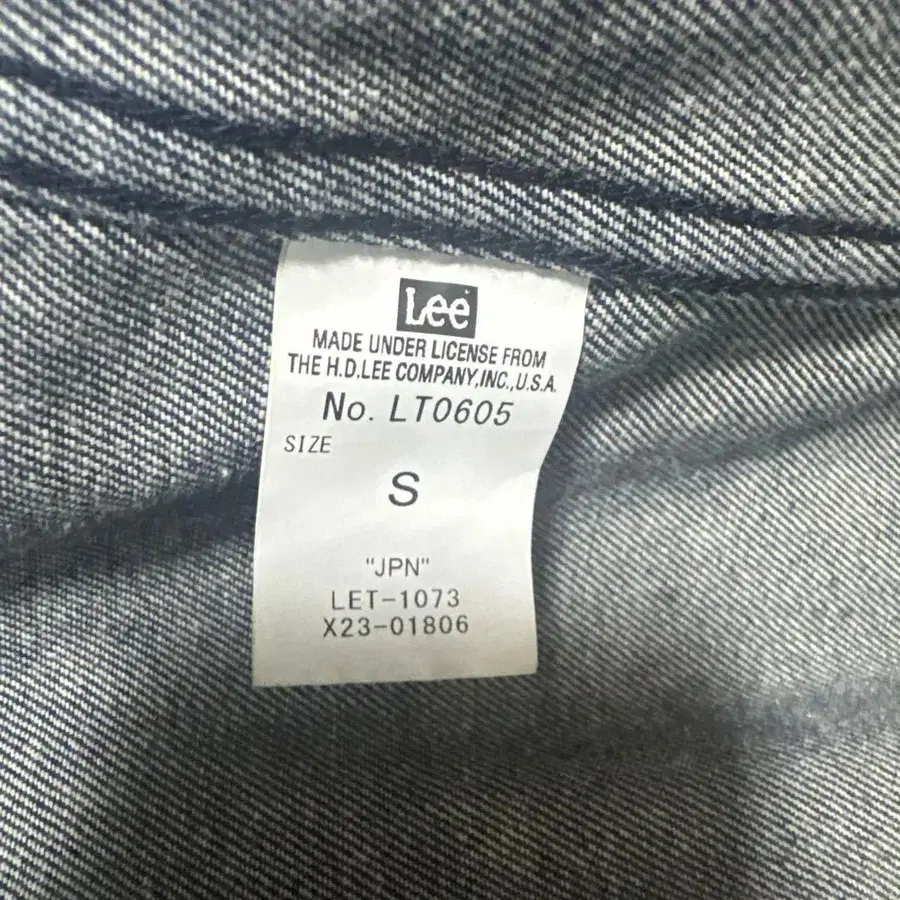 Lee
MADE UNDER LICENSE FROM
THE H.D.LEE COMPANY,INC.,U.S.A.
No. LT0605
SIZE
S
"JPN"
LET-1073
X23-01806